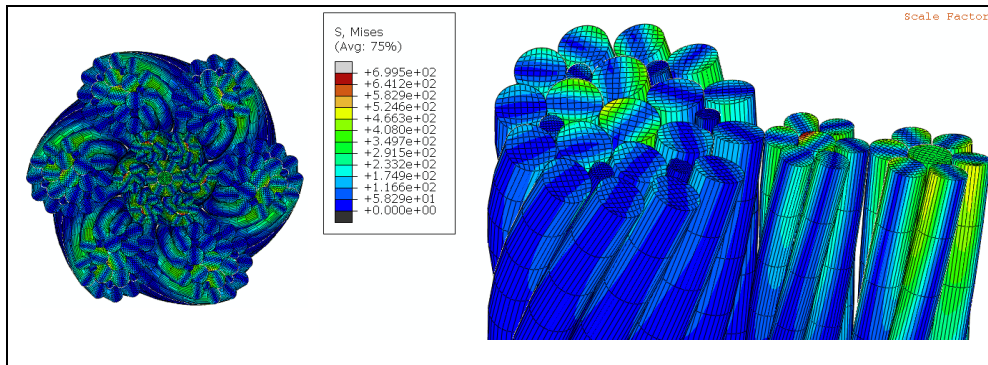 S, Mises
(Avg: 75%)
+6.995e+02
+6.412e+02
+5.829e+02
+5.246e+02
+4.663e+02
+4.080e+02
+3.497e+02
+2.915e+02
+2.332e+02
+1.749e+02
+1.166e+02
+5.829e+01
+0.000e+00
Scale Factor